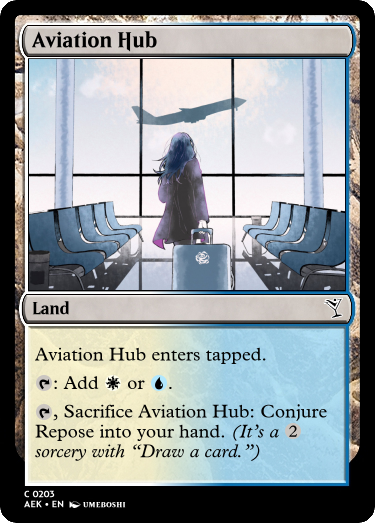 Aviation Hub
Land
Aviation Hub enters tapped.
: Add or .
, Sacrifice Aviation Hub: Conjure
Repose into your hand. (It's a 2
sorcery with “Draw a card.”)
C 0203
AEK • EN UMEBOSHI